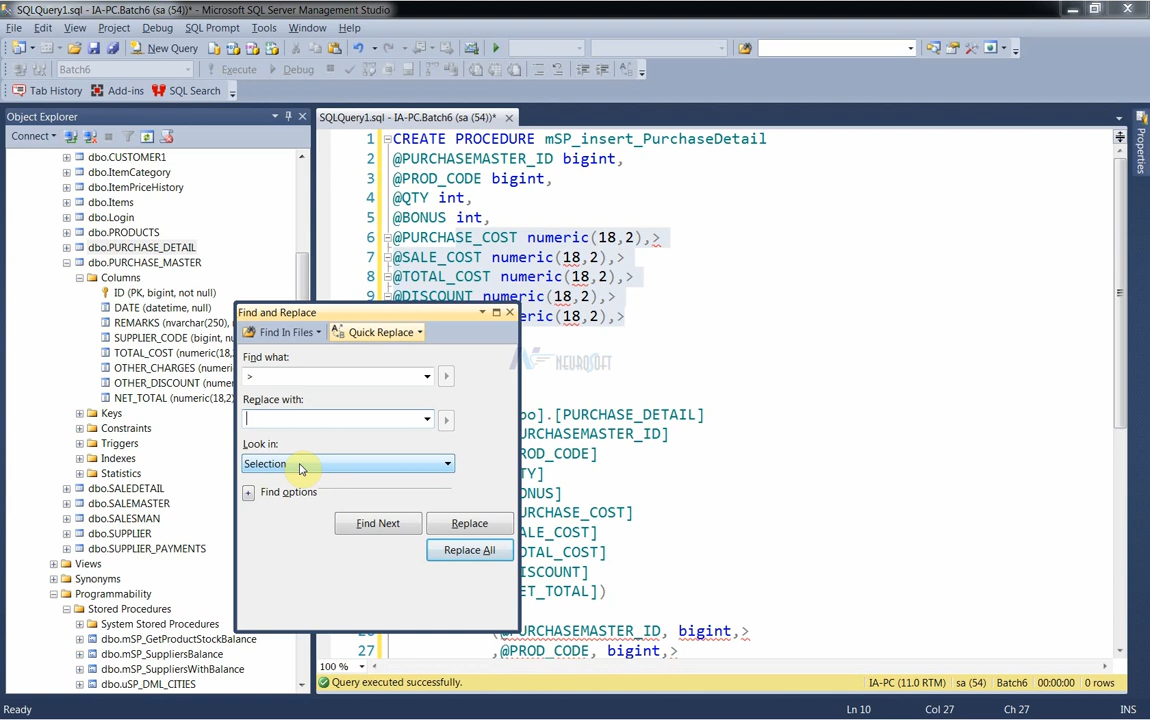 SQLQuery1.sql - IA-PC.Batch6 (sa (54))* - Microsoft SQL Server Management Studio
File Edit View Project Debug SQL Prompt Tools Window Help
New Query
Batch6 Execute Debug
Tab History Add-ins SQL Search
Object Explorer
Connect
dbo.CUSTOMER1
dbo.ItemCategory
dbo.ItemPriceHistory
dbo.Items
dbo.Login
dbo.PRODUCTS
dbo.PURCHASE_DETAIL
dbo.PURCHASE_MASTER
Columns
ID (PK, bigint, not null)
DATE (datetime, null)
REMARKS (nvarchar(250),
SUPPLIER_CODE (bigint, nu
TOTAL_COST (numeric(18,
OTHER_CHARGES (numeri
OTHER_DISCOUNT (nume
NET_TOTAL (numeric(18,2)
Keys
Constraints
Triggers
Indexes
Statistics
dbo.SALEDETAIL
dbo.SALEMASTER
dbo.SALESMAN
dbo.SUPPLIER
dbo.SUPPLIER_PAYMENTS
Views
Synonyms
Programmability
Stored Procedures
System Stored Procedures
dbo.mSP_GetProductStockBalance
dbo.mSP_SuppliersBalance
dbo.mSP_SuppliersWithBalance
dbo.uSP_DML_CITIES
SQLQuery1.sql - IA-PC.Batch6 (sa (54))*
1 CREATE PROCEDURE mSP_insert_PurchaseDetail
2 @PURCHASEMASTER_ID bigint,
3 @PROD_CODE bigint,
4 @QTY int,
5 @BONUS int,
6 @PURCHASE_COST numeric(18,2),>
7 @SALE_COST numeric(18,2),>
8 @TOTAL_COST numeric(18,2),>
9 @DISCOUNT numeric(18,2),>
eric(18,2),>
bo].[PURCHASE_DETAIL]
URCHASEMASTER_ID]
ROD_CODE]
TY]
ONUS]
URCHASE_COST]
ALE_COST]
OTAL_COST]
ISCOUNT]
ET_TOTAL])
(@PURCHASEMASTER_ID, bigint,>
27 ,@PROD_CODE, bigint,>
NEUROSOFT
Find and Replace
Find In Files Quick Replace
Find what:
>
Replace with:
Look in:
Selection
Find options
Find Next Replace
Replace All
100 %
Query executed successfully. IA-PC (11.0 RTM) sa (54) Batch6 00:00:00 0 rows
Properties
Ready Ln 10 Col 27 Ch 27 INS